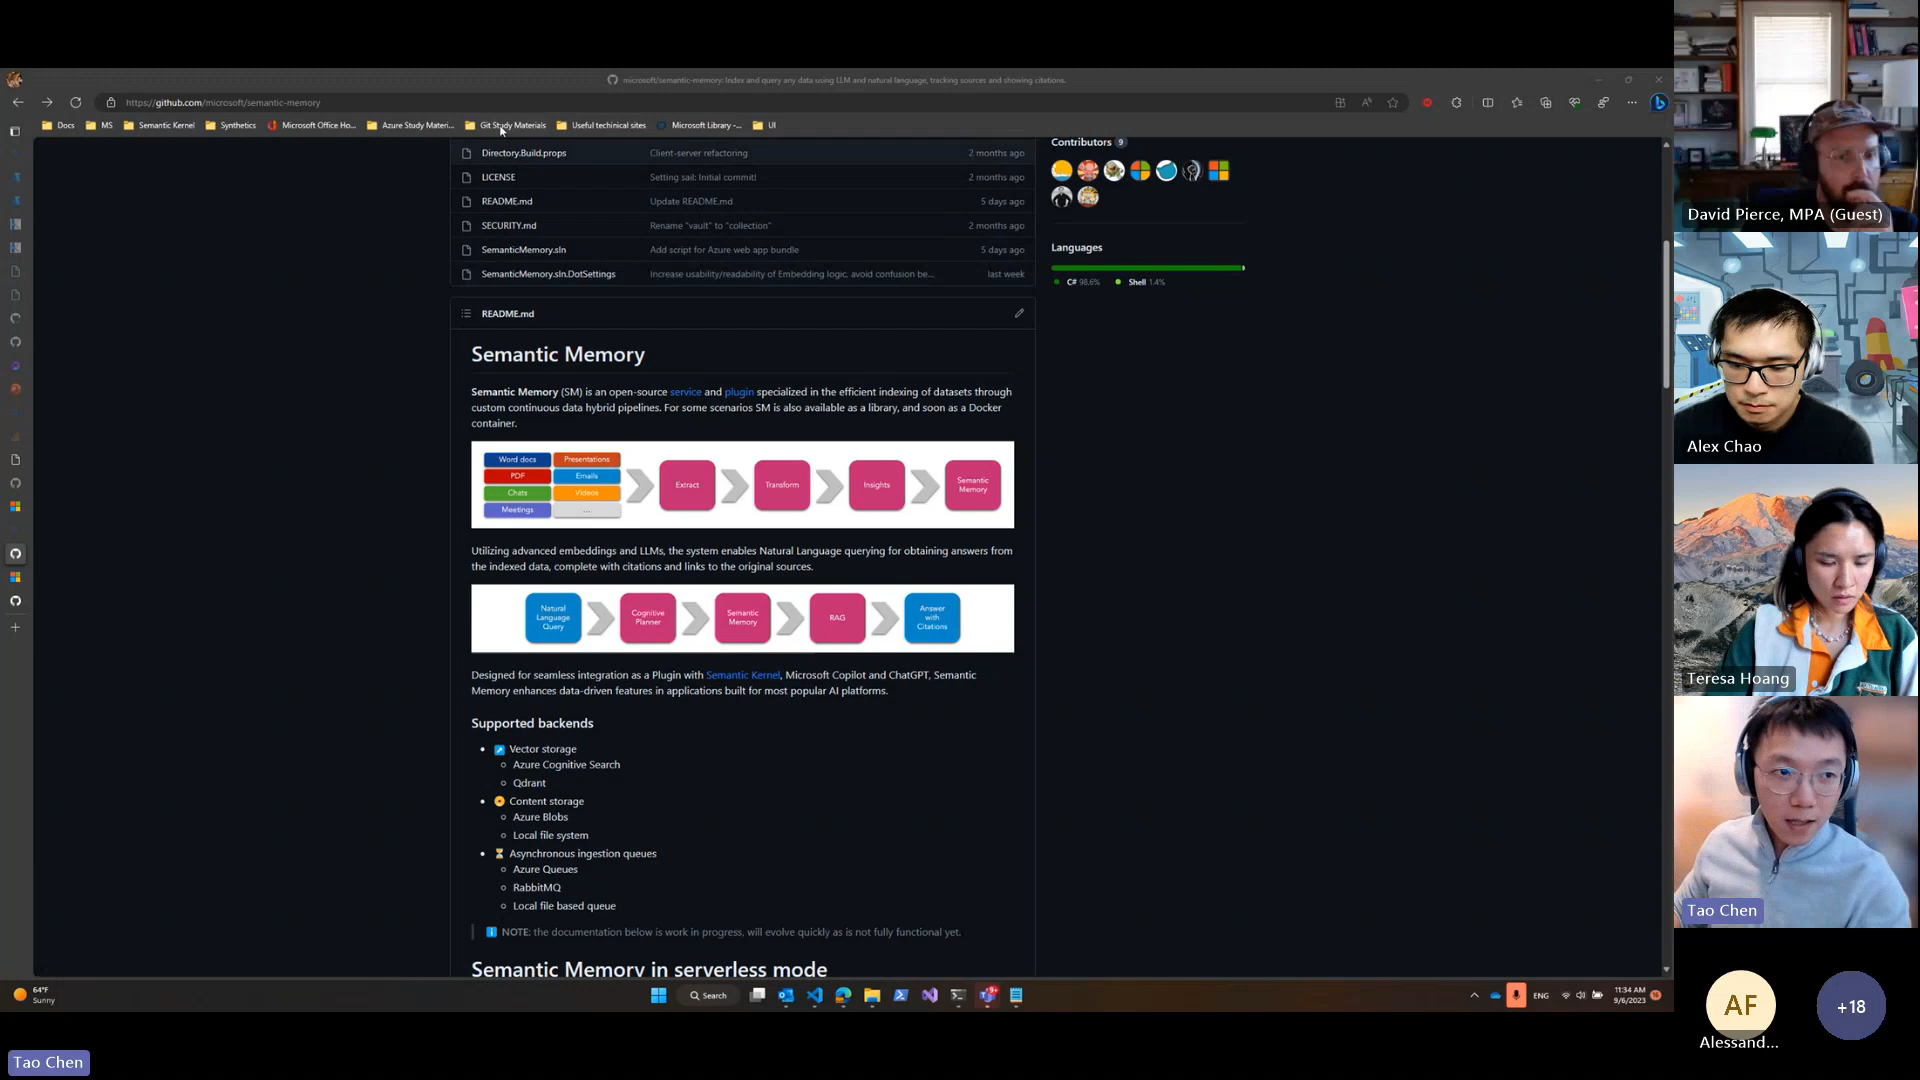 microsoft/semantic-memory: Index and query any data using LLM and natural language, tracking sources and showing citations.
https://github.com/microsoft/semantic-memory
Docs MS Semantic Kernel Synthetics Microsoft Office Ho... Azure Study Materi... Git Study Materials Useful techinical sites Microsoft Library -... UI
Directory.Build.props Client-server refactoring 2 months ago
LICENSE Setting sail: Initial commit! 2 months ago
README.md Update README.md 5 days ago
SECURITY.md Rename "vault" to "collection" 2 months ago
SemanticMemory.sln Add script for Azure web app bundle 5 days ago
SemanticMemory.sln.DotSettings Increase usability/readability of Embedding logic, avoid confusion be... last week
Contributors 9
Languages
C# 98.6% Shell 1.4%
README.md
Semantic Memory
Semantic Memory (SM) is an open-source service and plugin specialized in the efficient indexing of datasets through
custom continuous data hybrid pipelines. For some scenarios SM is also available as a library, and soon as a Docker
container.
Word docs Presentations
PDF Emails
Chats Videos
Meetings ...
Extract
Transform
Insights
Semantic
Memory
Utilizing advanced embeddings and LLMs, the system enables Natural Language querying for obtaining answers from
the indexed data, complete with citations and links to the original sources.
Natural
Language
Query
Cognitive
Planner
Semantic
Memory
RAG
Answer
with
Citations
Designed for seamless integration as a Plugin with Semantic Kernel, Microsoft Copilot and ChatGPT, Semantic
Memory enhances data-driven features in applications built for most popular AI platforms.
Supported backends
Vector storage
Azure Cognitive Search
Qdrant
Content storage
Azure Blobs
Local file system
Asynchronous ingestion queues
Azure Queues
RabbitMQ
Local file based queue
NOTE: the documentation below is work in progress, will evolve quickly as is not fully functional yet.
Semantic Memory in serverless mode
64°F
Sunny
Search
ENG
11:34 AM
9/6/2023
David Pierce, MPA (Guest)
Alex Chao
Teresa Hoang
Tao Chen
AF
Alessand...
+18
Tao Chen